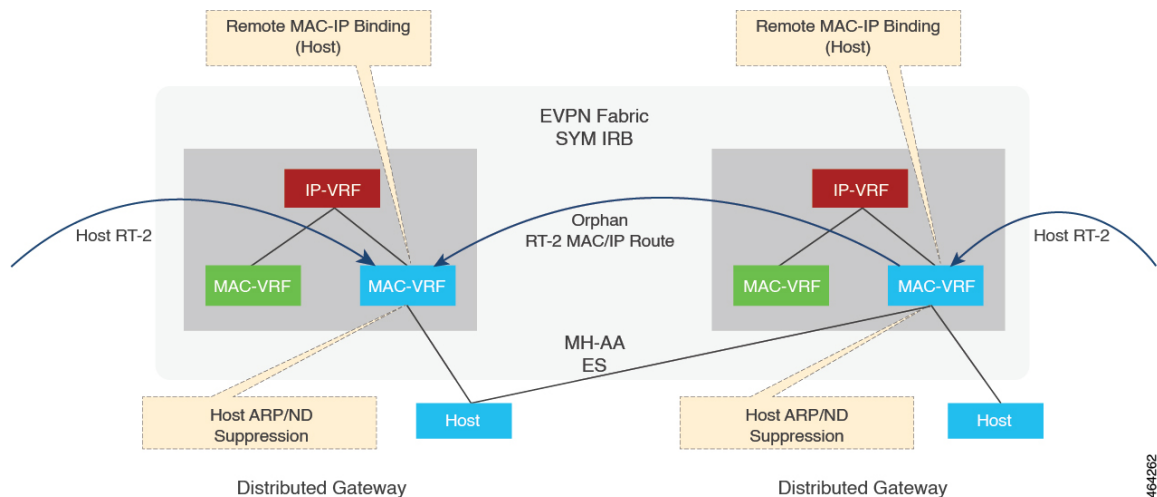 Remote MAC-IP Binding
(Host)
Remote MAC-IP Binding
(Host)
EVPN Fabric
SYM IRB
IP-VRF
IP-VRF
Host RT-2
Orphan
RT-2 MAC/IP Route
Host RT-2
MAC-VRF
MAC-VRF
MAC-VRF
MAC-VRF
MH-AA
ES
Host ARP/ND
Suppression
Host
Host ARP/ND
Suppression
Host
Distributed Gateway
Distributed Gateway
464262